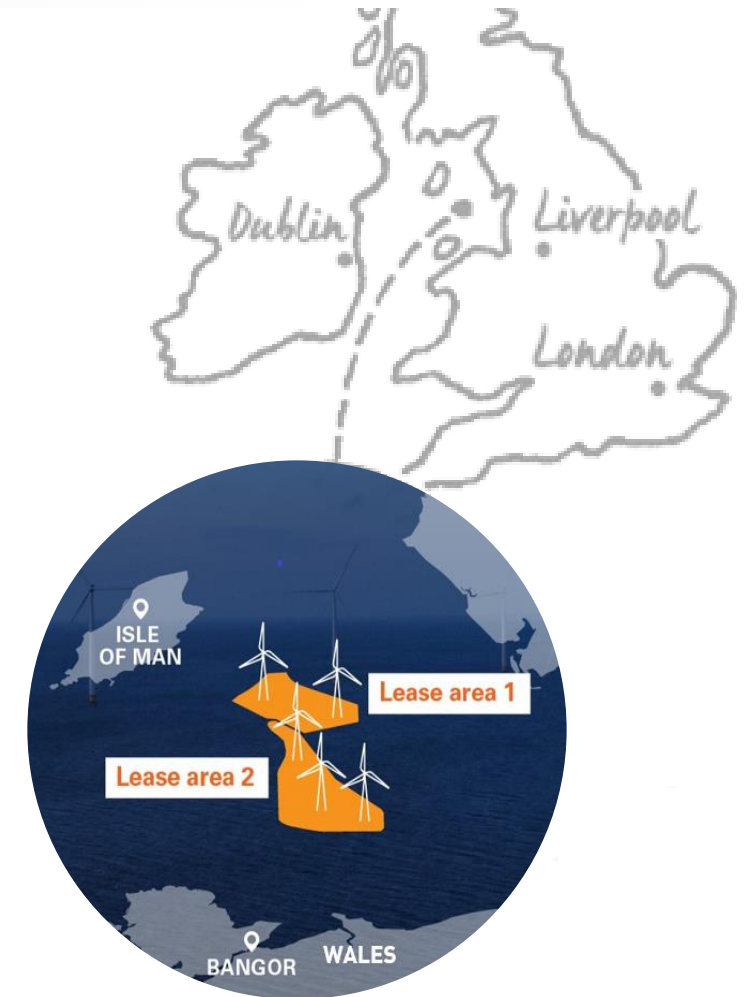 Dublin
Liverpool
London
ISLE
OF MAN
Lease area 1
Lease area 2
BANGOR
WALES